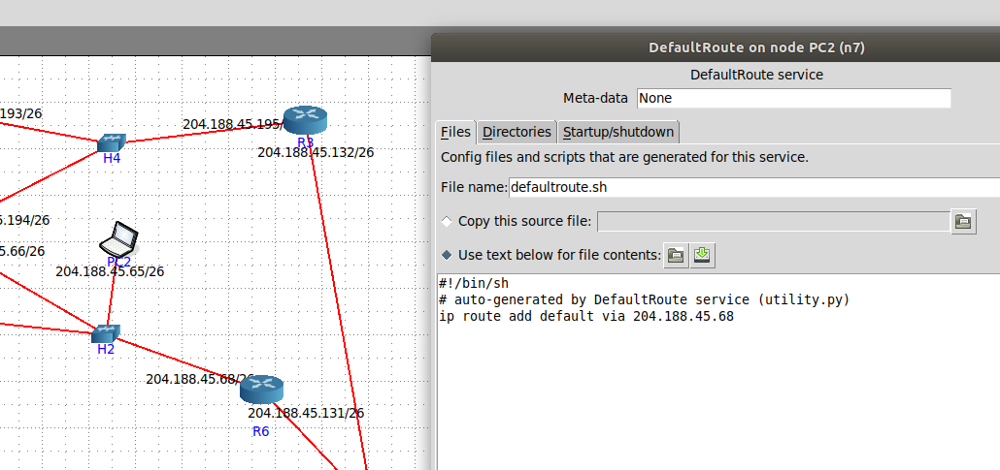 DefaultRoute on node PC2 (n7)
DefaultRoute service
Meta-data None
Files Directories Startup/shutdown
Config files and scripts that are generated for this service.
File name: defaultroute.sh
Copy this source file:
Use text below for file contents:
#!/bin/sh
# auto-generated by DefaultRoute service (utility.py)
ip route add default via 204.188.45.68
193/26
204.188.45.195/
R3
H4
204.188.45.132/26
5.194/26
5.66/26
PC2
204.188.45.65/26
H2
204.188.45.68/26
204.188.45.131/26
R6